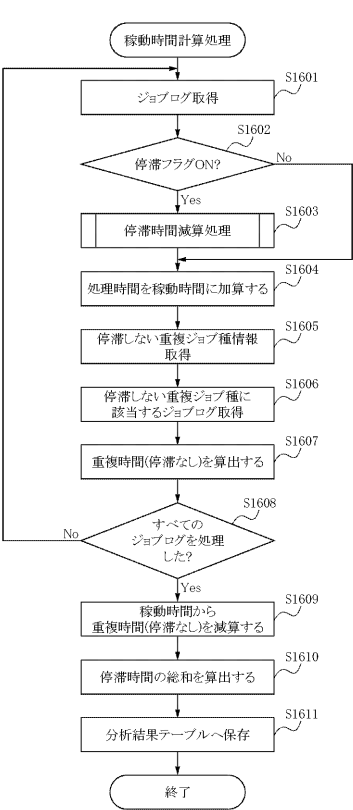 稼動時間計算処理
S1601
ジョブログ取得
S1602
停滞フラグON?
No
Yes
S1603
停滞時間減算処理
S1604
処理時間を稼動時間に加算する
S1605
停滞しない重複ジョブ種情報
取得
S1606
停滞しない重複ジョブ種に
該当するジョブログ取得
S1607
重複時間(停滞なし)を算出する
S1608
すべての
ジョブログを処理
した?
No
Yes
S1609
稼動時間から
重複時間(停滞なし)を減算する
S1610
停滞時間の総和を算出する
S1611
分析結果テーブルへ保存
終了